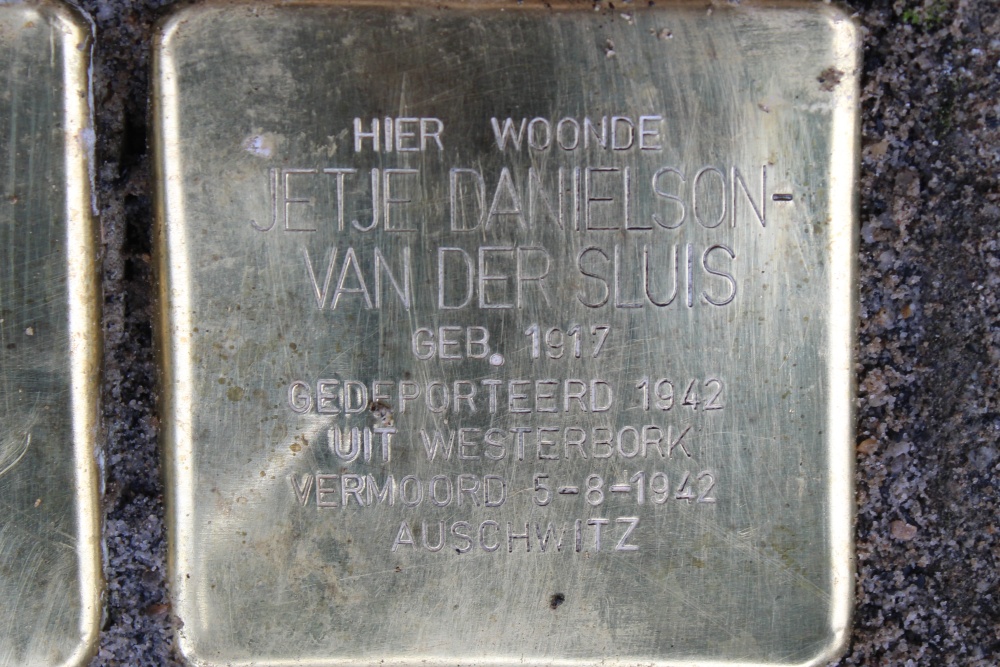 HIER WOONDE
JETJE DANIELSON-
VAN DER SLUIS
GEB. 1917
GEDEPORTEERD 1942
UIT WESTERBORK
VERMOORD 5-8-1942
AUSCHWITZ